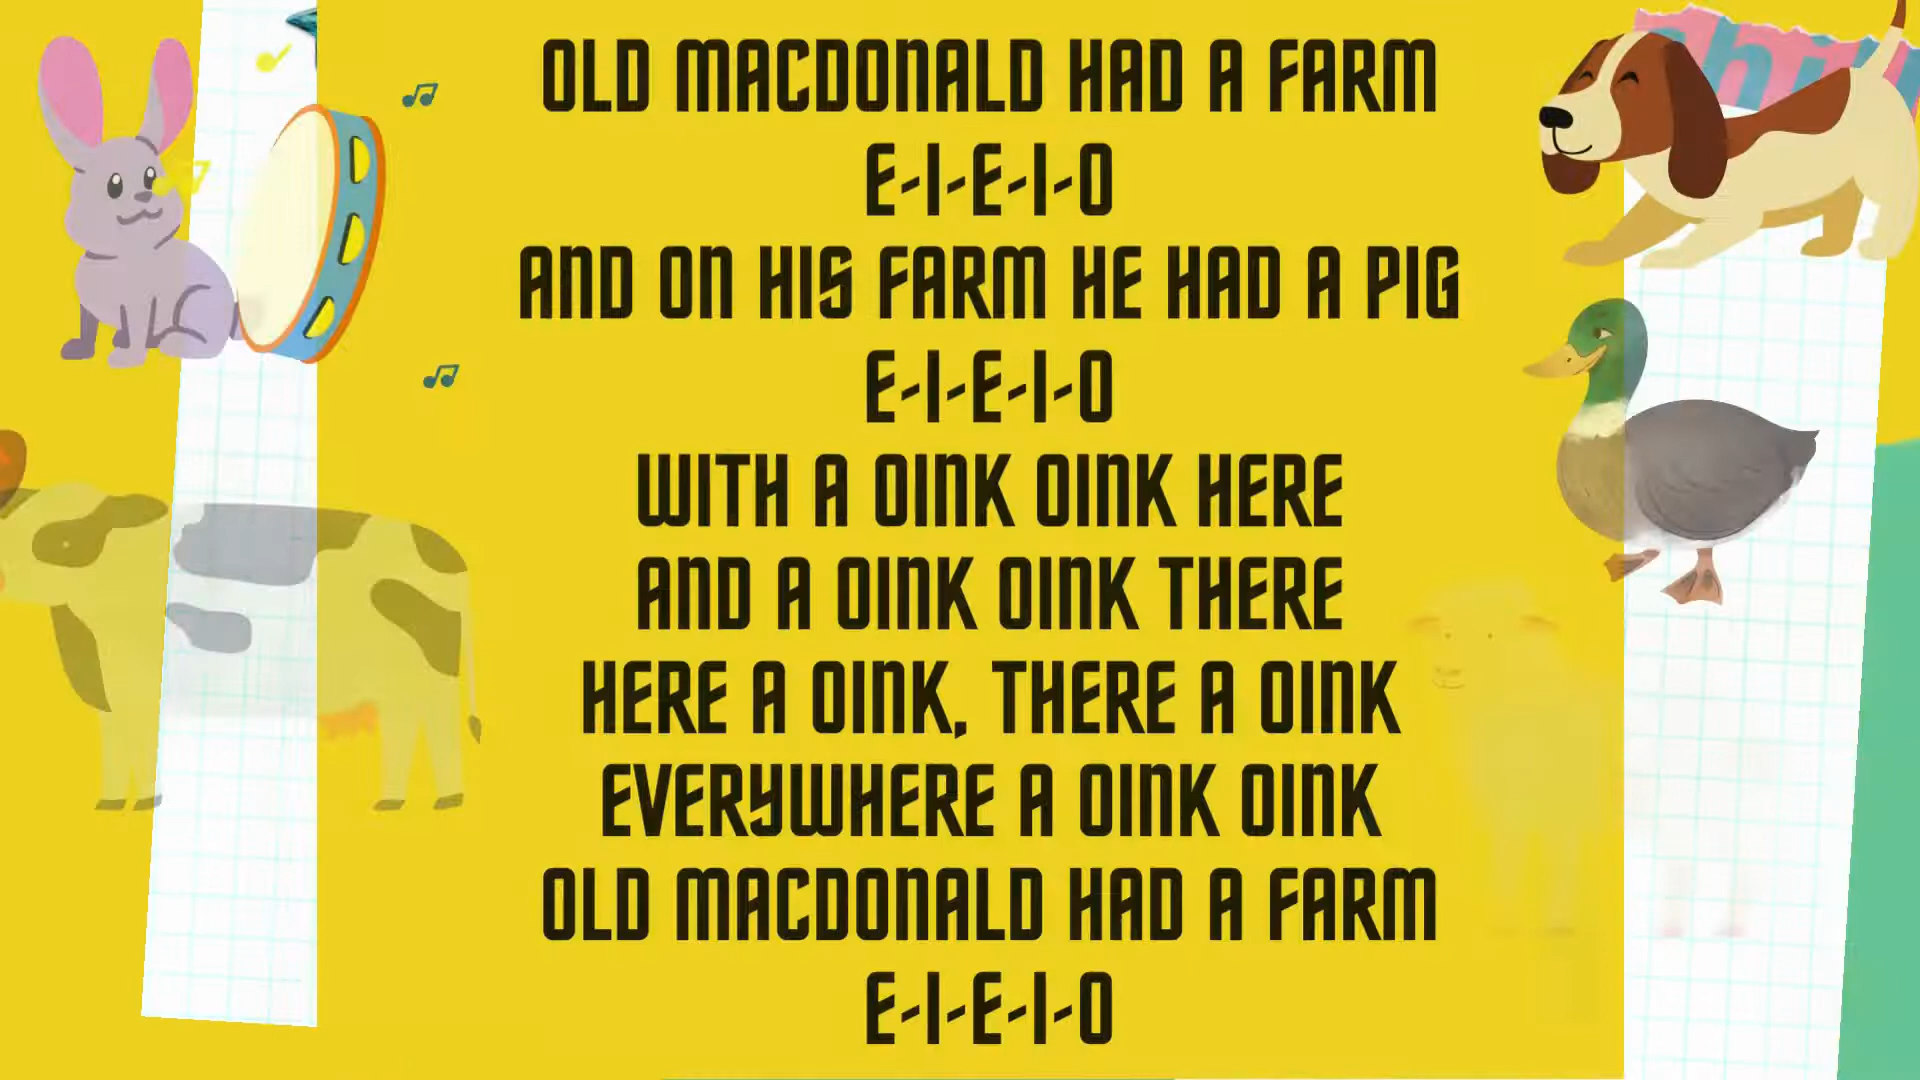 OLD MACDONALD HAD A FARM
E-I-E-I-O
AND ON HIS FARM HE HAD A PIG
E-I-E-I-O
WITH A OINK OINK HERE
AND A OINK OINK THERE
HERE A OINK, THERE A OINK
EVERYWHERE A OINK OINK
OLD MACDONALD HAD A FARM
E-I-E-I-O